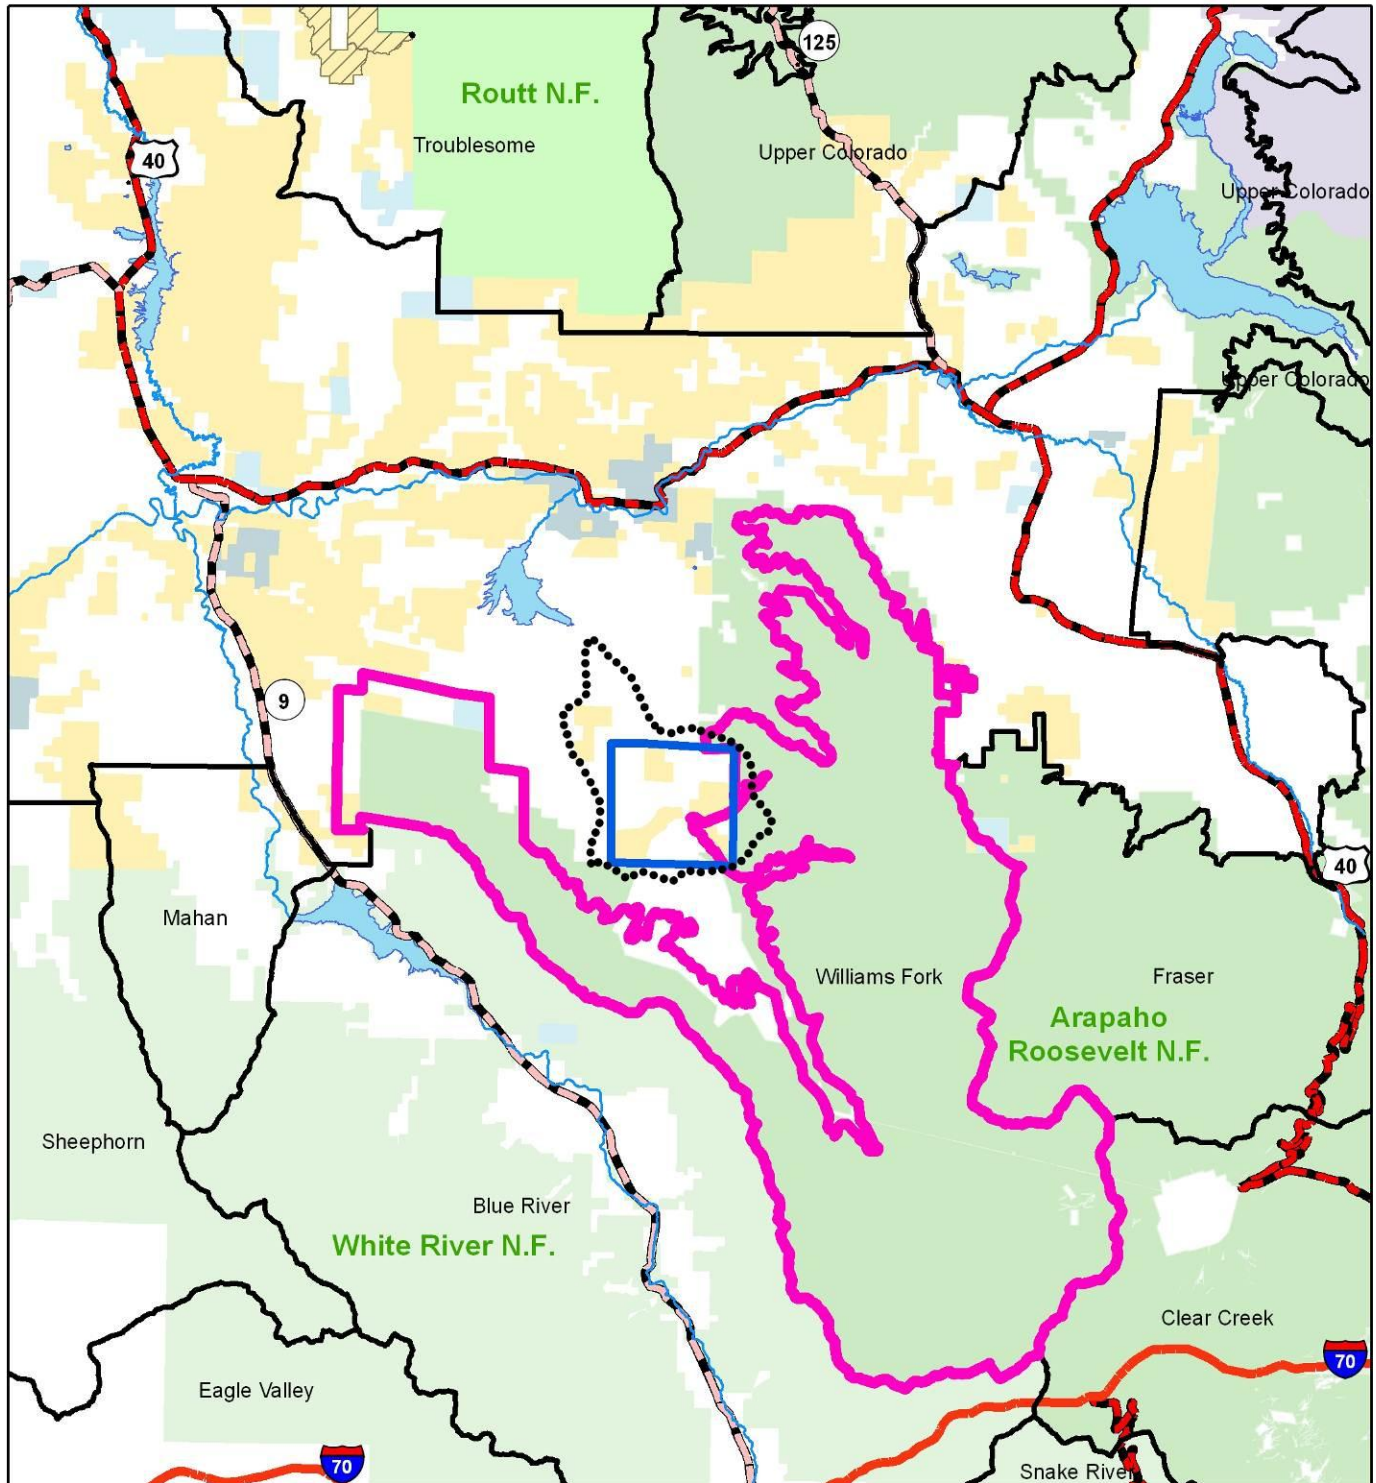 125
Routt N.F.
Troublesome
40
Upper Colorado
Upper Colorado
Upper Colorado
9
40
Mahan
Williams Fork
Fraser
Arapaho
Roosevelt N.F.
Sheephorn
Blue River
White River N.F.
Clear Creek
70
Eagle Valley
70
Snake River